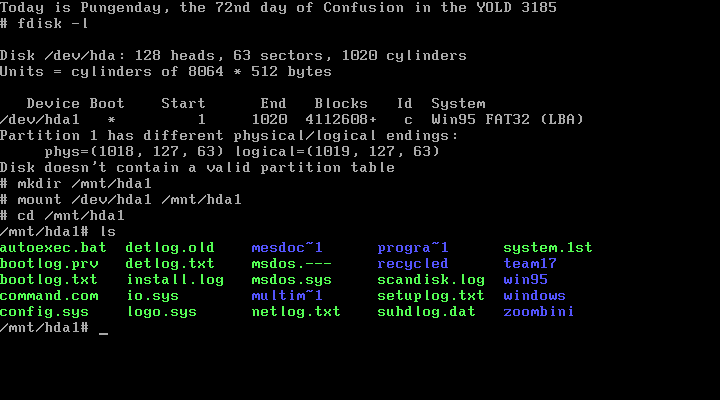 Today is Pungenday, the 72nd day of Confusion in the YOLD 3185
# fdisk -l
Disk /dev/hda: 128 heads, 63 sectors, 1020 cylinders
Units = cylinders of 8064 * 512 bytes
   Device Boot    Start       End   Blocks   Id  System
/dev/hda1   *         1      1020   4112608+   c  Win95 FAT32 (LBA)
Partition 1 has different physical/logical endings:
     phys=(1018, 127, 63) logical=(1019, 127, 63)
Disk doesn't contain a valid partition table
# mkdir /mnt/hda1
# mount /dev/hda1 /mnt/hda1
# cd /mnt/hda1
/mnt/hda1# ls
autoexec.bat  detlog.old    mesdoc~1      progra~1      system.1st
bootlog.prv   detlog.txt    msdos.---     recycled      team17
bootlog.txt   install.log   msdos.sys     scandisk.log  win95
command.com   io.sys        multim~1      setuplog.txt  windows
config.sys    logo.sys      netlog.txt    suhdlog.dat   zoombini
/mnt/hda1# _